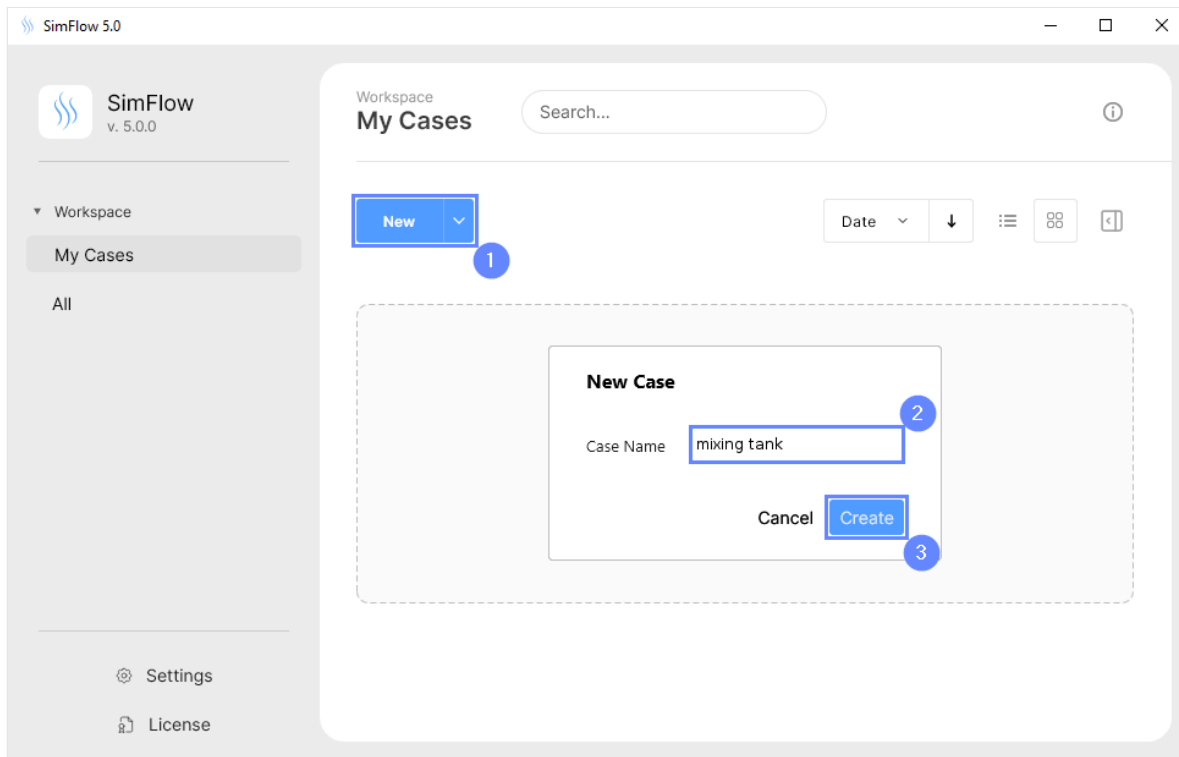 SimFlow 5.0
SimFlow
v. 5.0.0
Workspace
My Cases
All
Settings
License
Workspace
My Cases
Search...
New
1
Date
New Case
2
Case Name mixing tank
Cancel Create
3